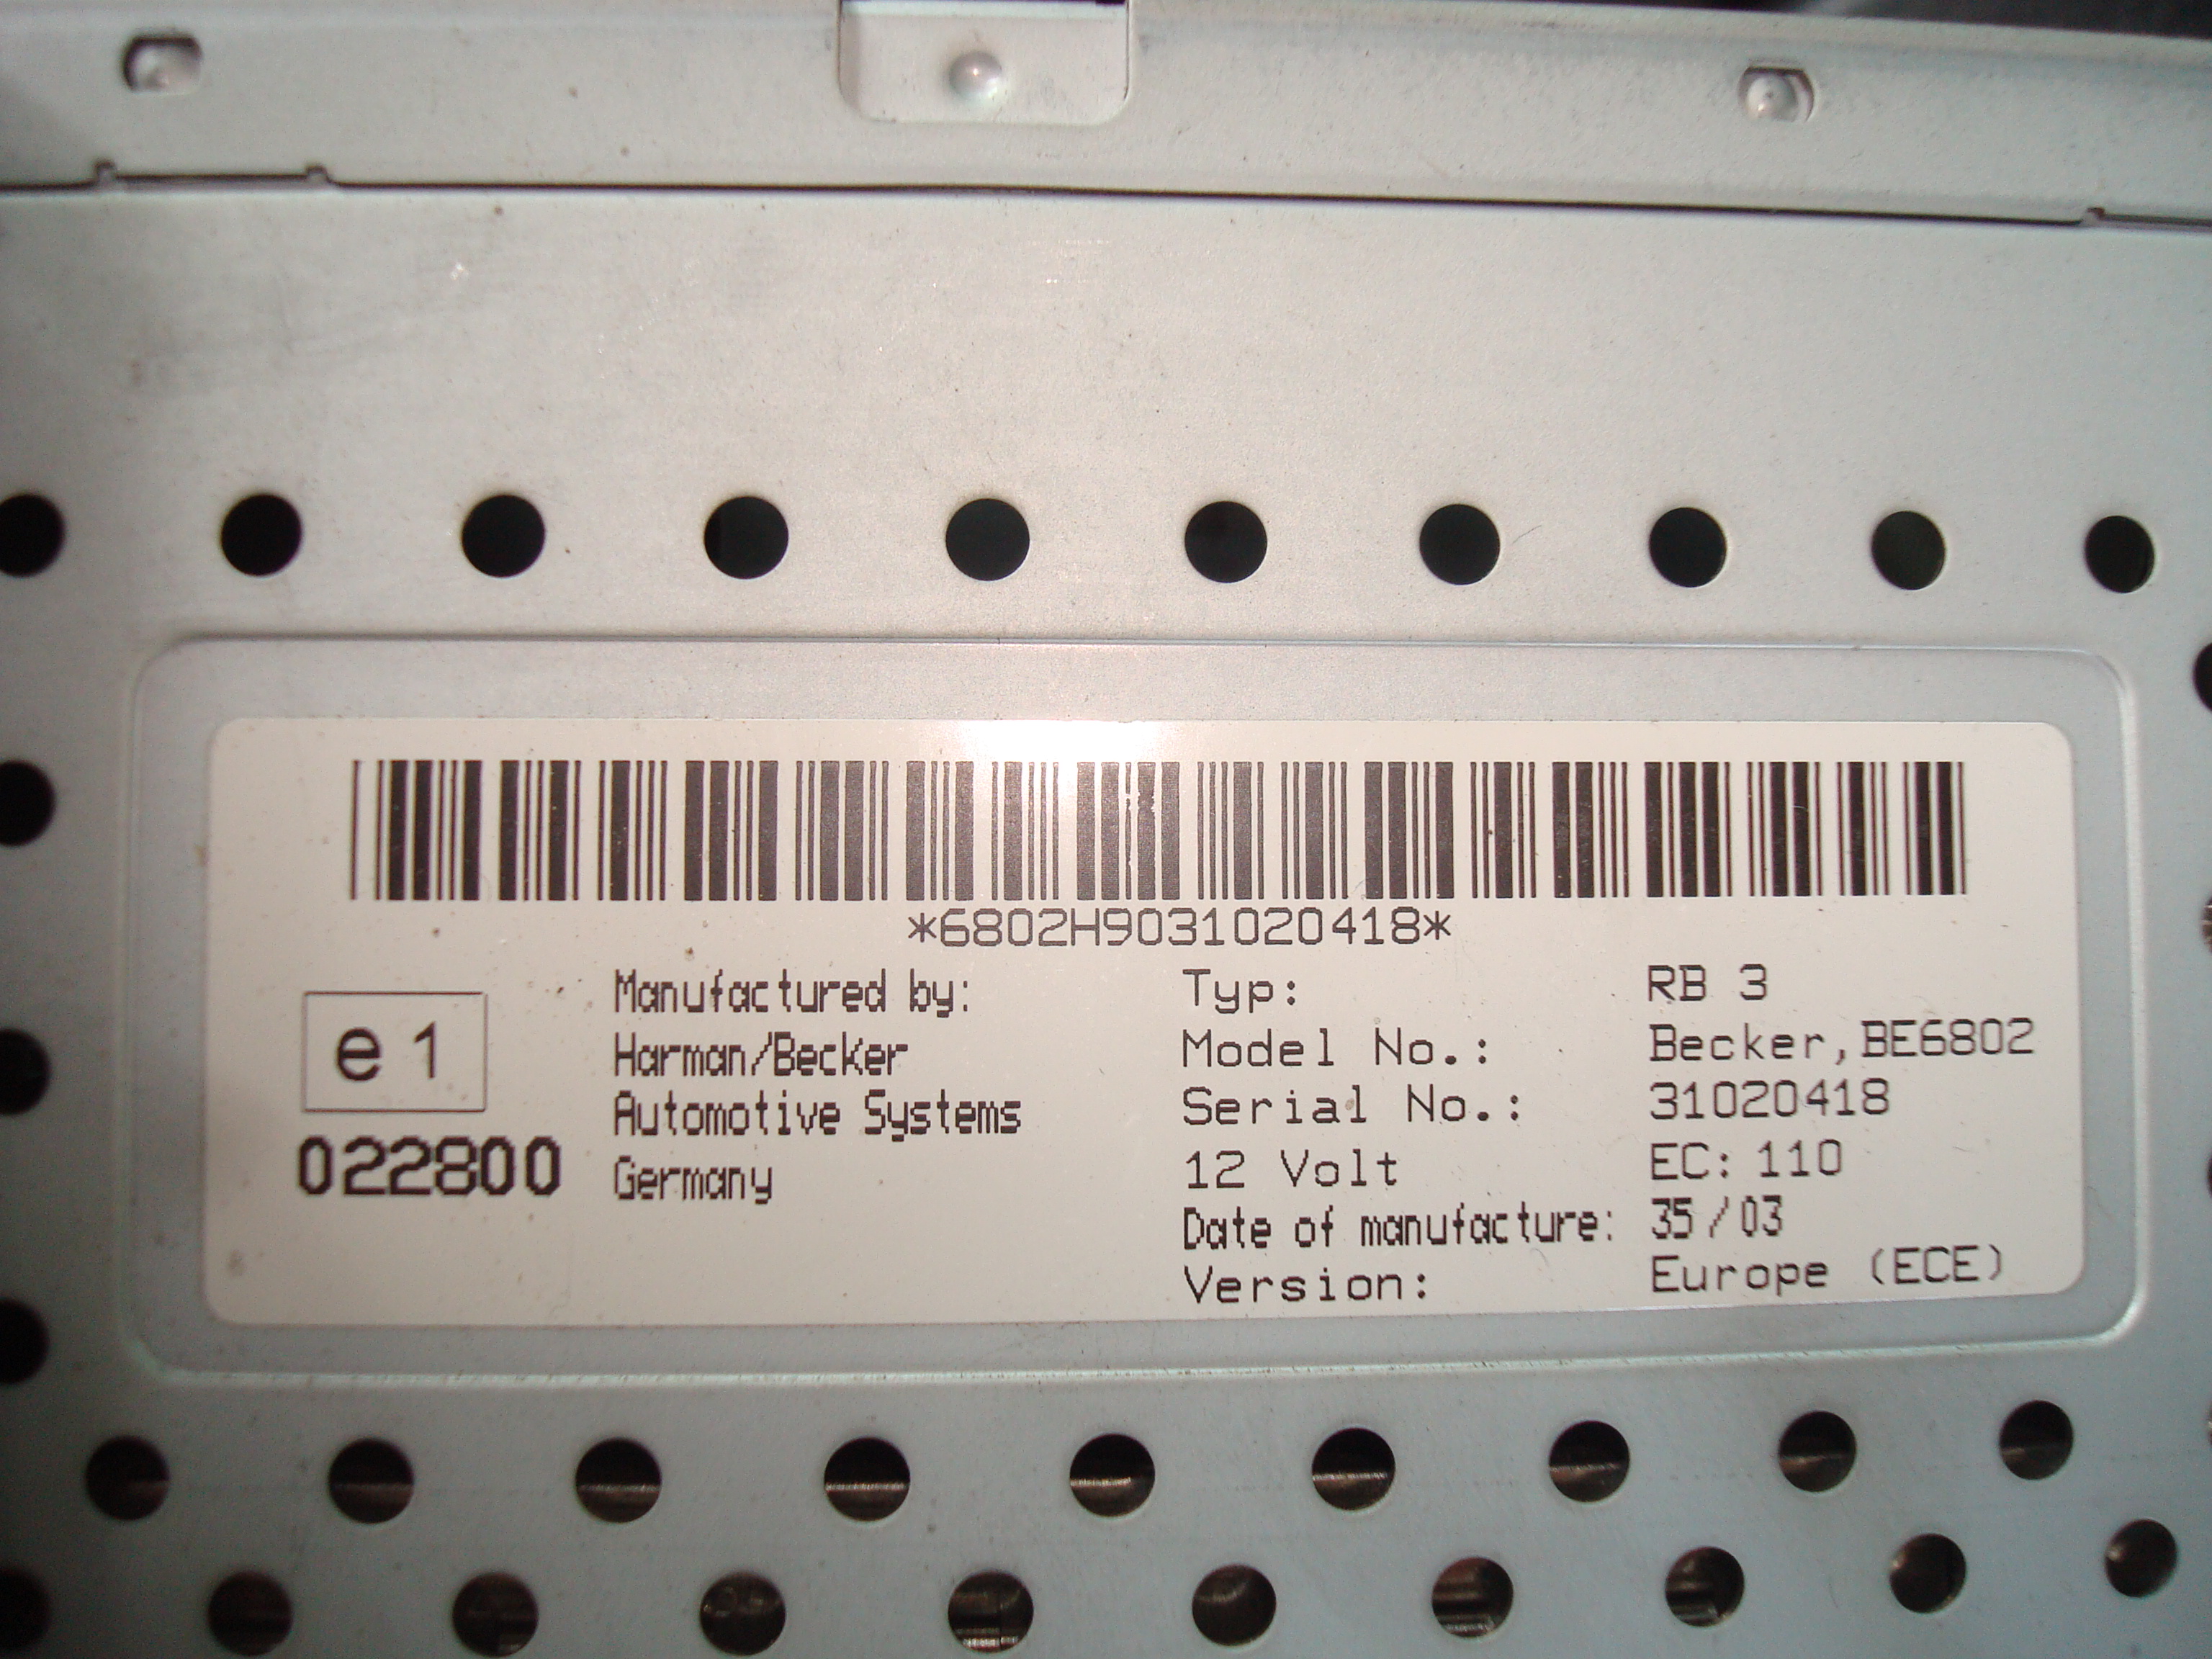 *6802H9031020418*
e1
022800
Manufactured by:
Harman/Becker
Automotive Systems
Germany
Typ: RB 3
Model No.: Becker,BE6802
Serial No.: 31020418
12 Volt EC: 110
Date of manufacture: 35/03
Version: Europe (ECE)